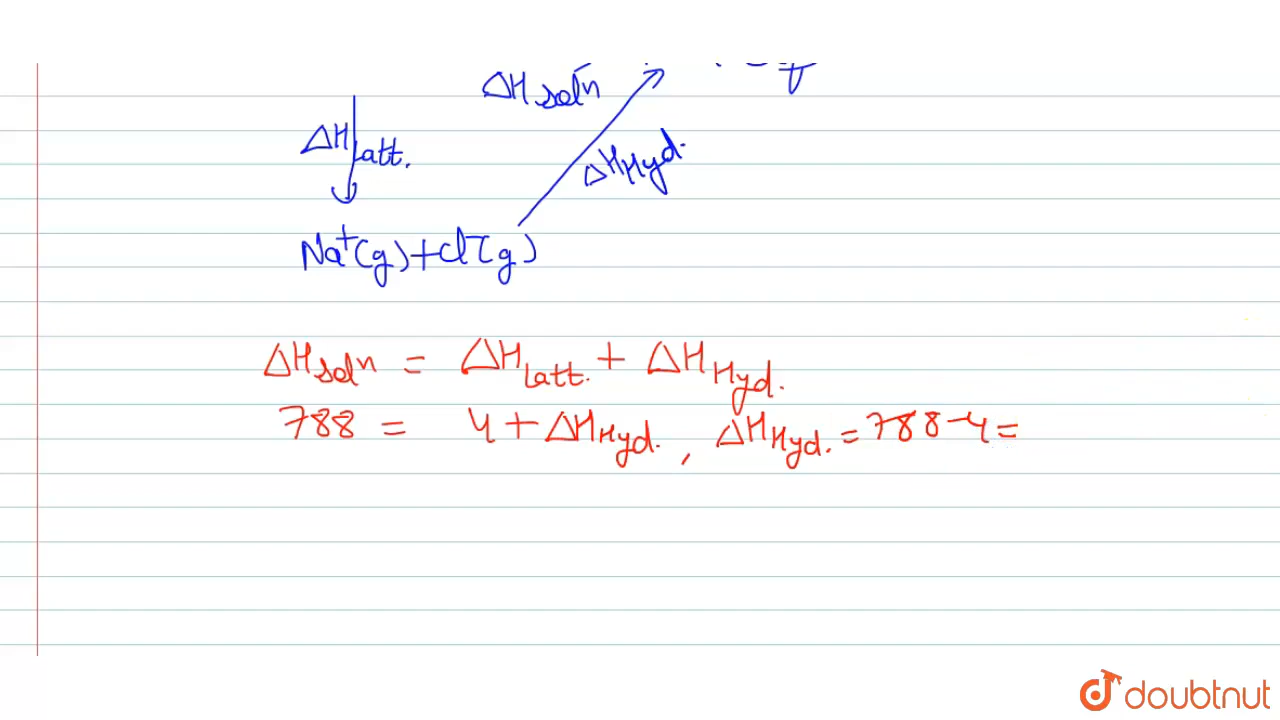 ΔH soln
ΔH Latt.
ΔH Hyd.
Na⁺(g) + Cl⁻(g)
ΔH soln = ΔH Latt. + ΔH Hyd.
788 = 4 + ΔH Hyd. , ΔH Hyd. = 788 - 4 =
doubtnut